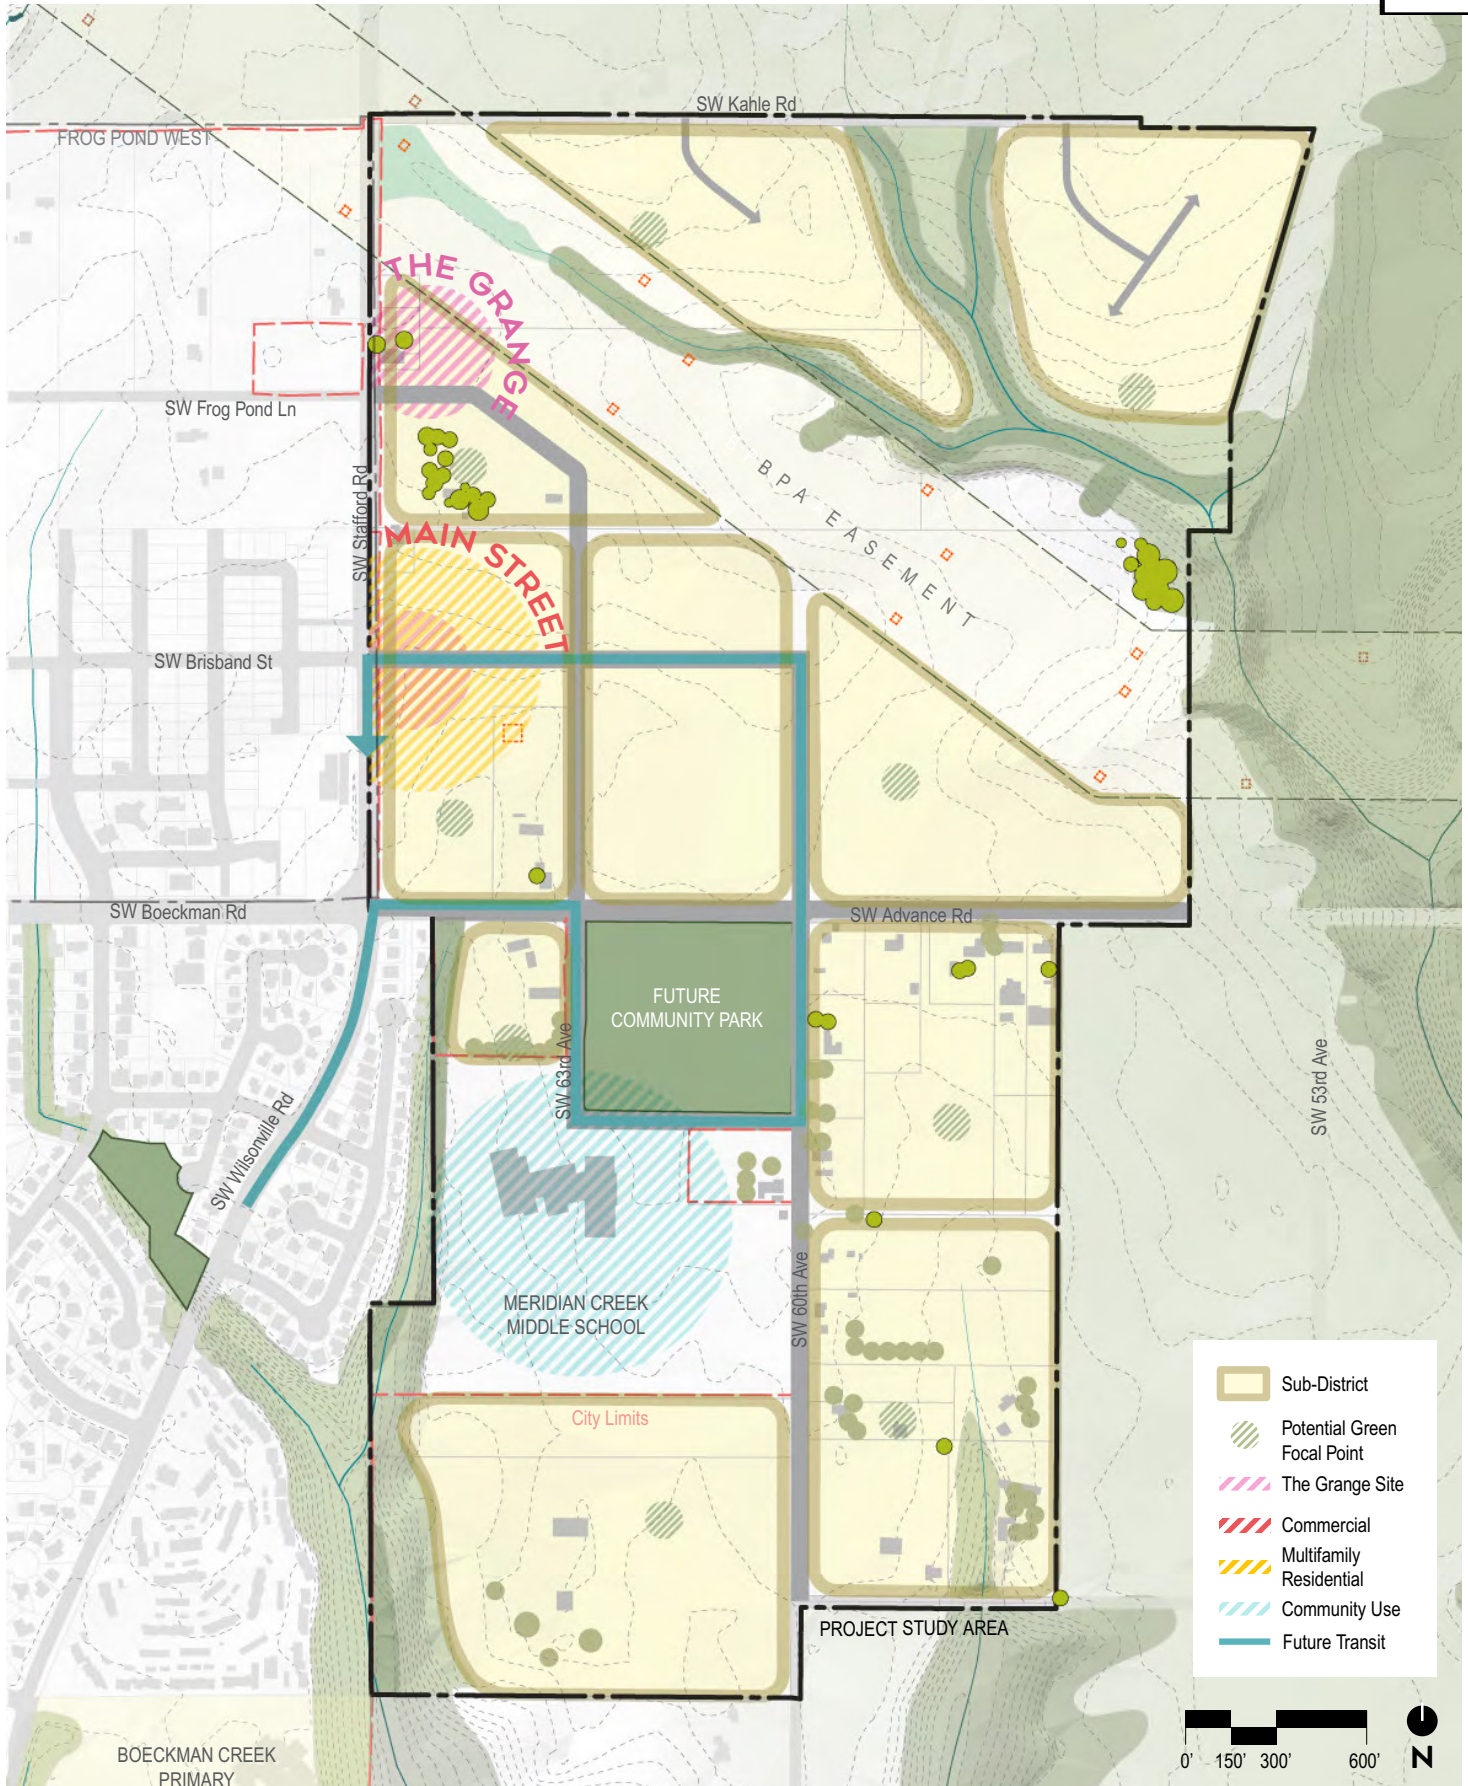 SW Kahle Rd
FROG POND WEST
THE GRANGE
SW Frog Pond Ln
SW Stafford Rd
BPA EASEMENT
MAIN STREET
SW Brisband St
SW Boeckman Rd
SW Advance Rd
FUTURE
COMMUNITY PARK
SW 63rd Ave
SW 53rd Ave
SW Wilsonville Rd
SW 60th Ave
MERIDIAN CREEK
MIDDLE SCHOOL
City Limits
PROJECT STUDY AREA
BOECKMAN CREEK
PRIMARY
Sub-District
Potential Green
Focal Point
The Grange Site
Commercial
Multifamily
Residential
Community Use
Future Transit
0' 150' 300' 600'
N